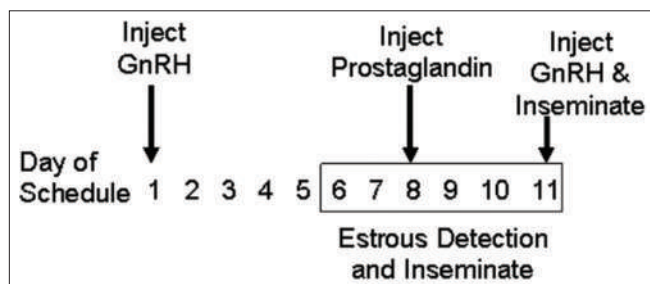 Inject
GnRH
Inject
Prostaglandin
Inject
GnRH &
Inseminate
Day of
Schedule 1 2 3 4 5 6 7 8 9 10 11
Estrous Detection
and Inseminate